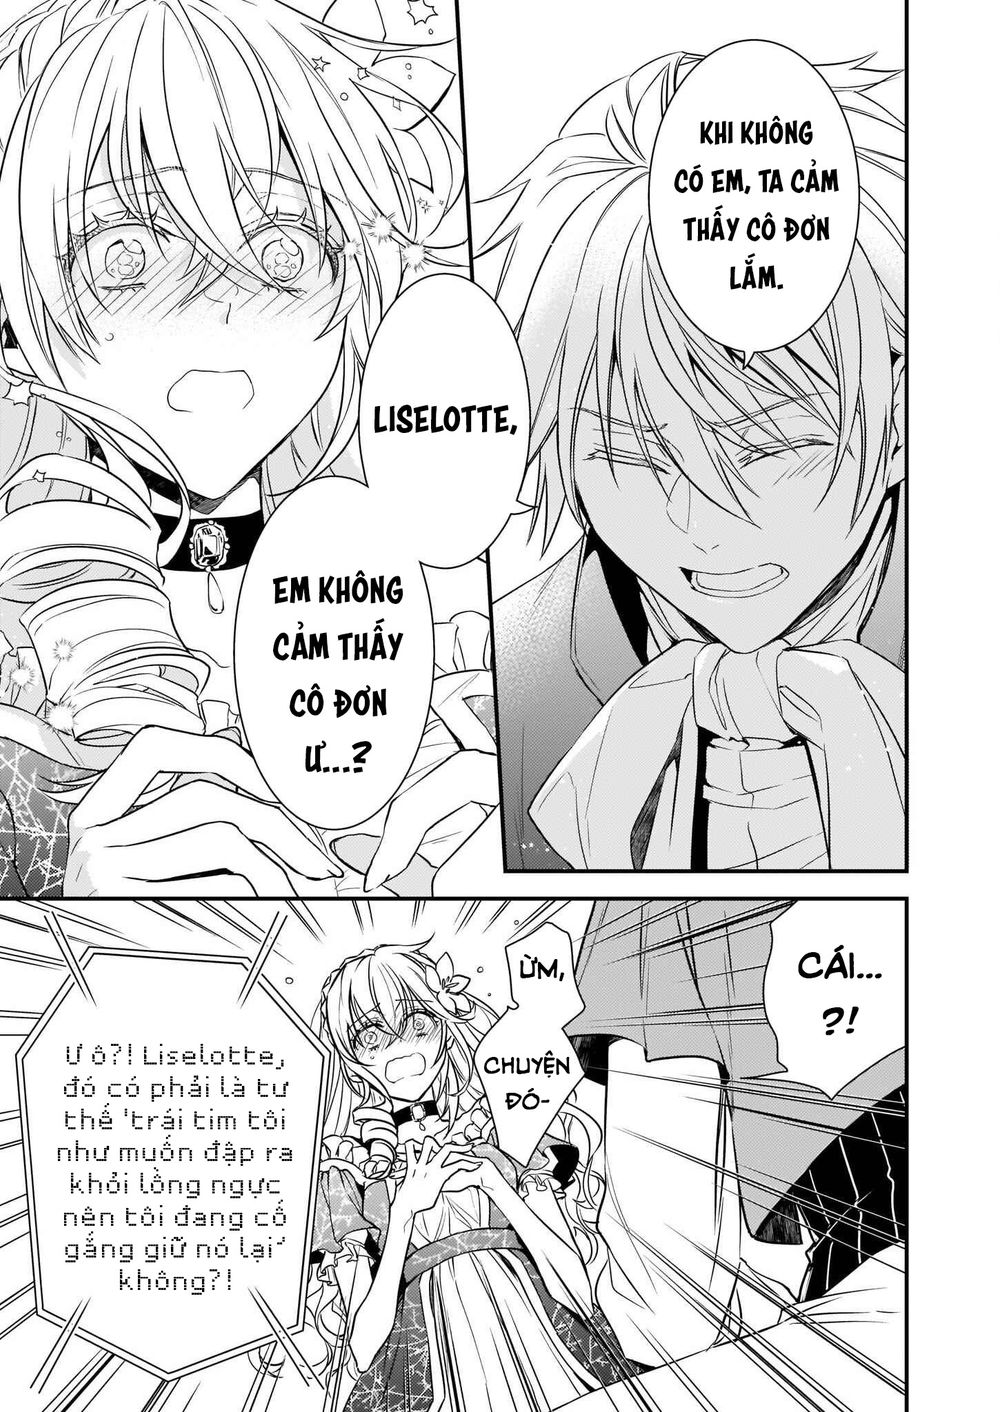 KHI KHÔNG
CÓ EM, TA CẢM
THẤY CÔ ĐƠN
LẮM.
LISELOTTE,
EM KHÔNG
CẢM THẤY
CÔ ĐƠN
Ư...?
CÁI...
?!
ỪM,
CHUYỆN
ĐÓ-
Ư ô?! Liselotte,
đó có phải là tư
thế 'trái tim tôi
như muốn đập ra
khỏi lồng ngực
nên tôi đang cố
gắng giữ nó lại'
không?!